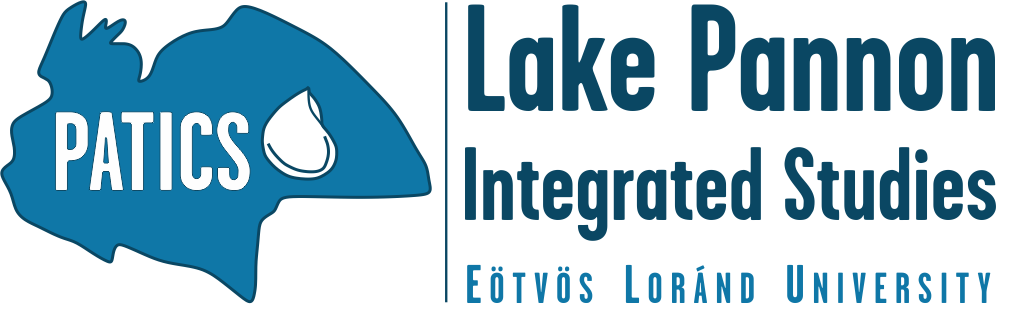 PATICS
Lake Pannon
Integrated Studies
Eötvös Loránd University